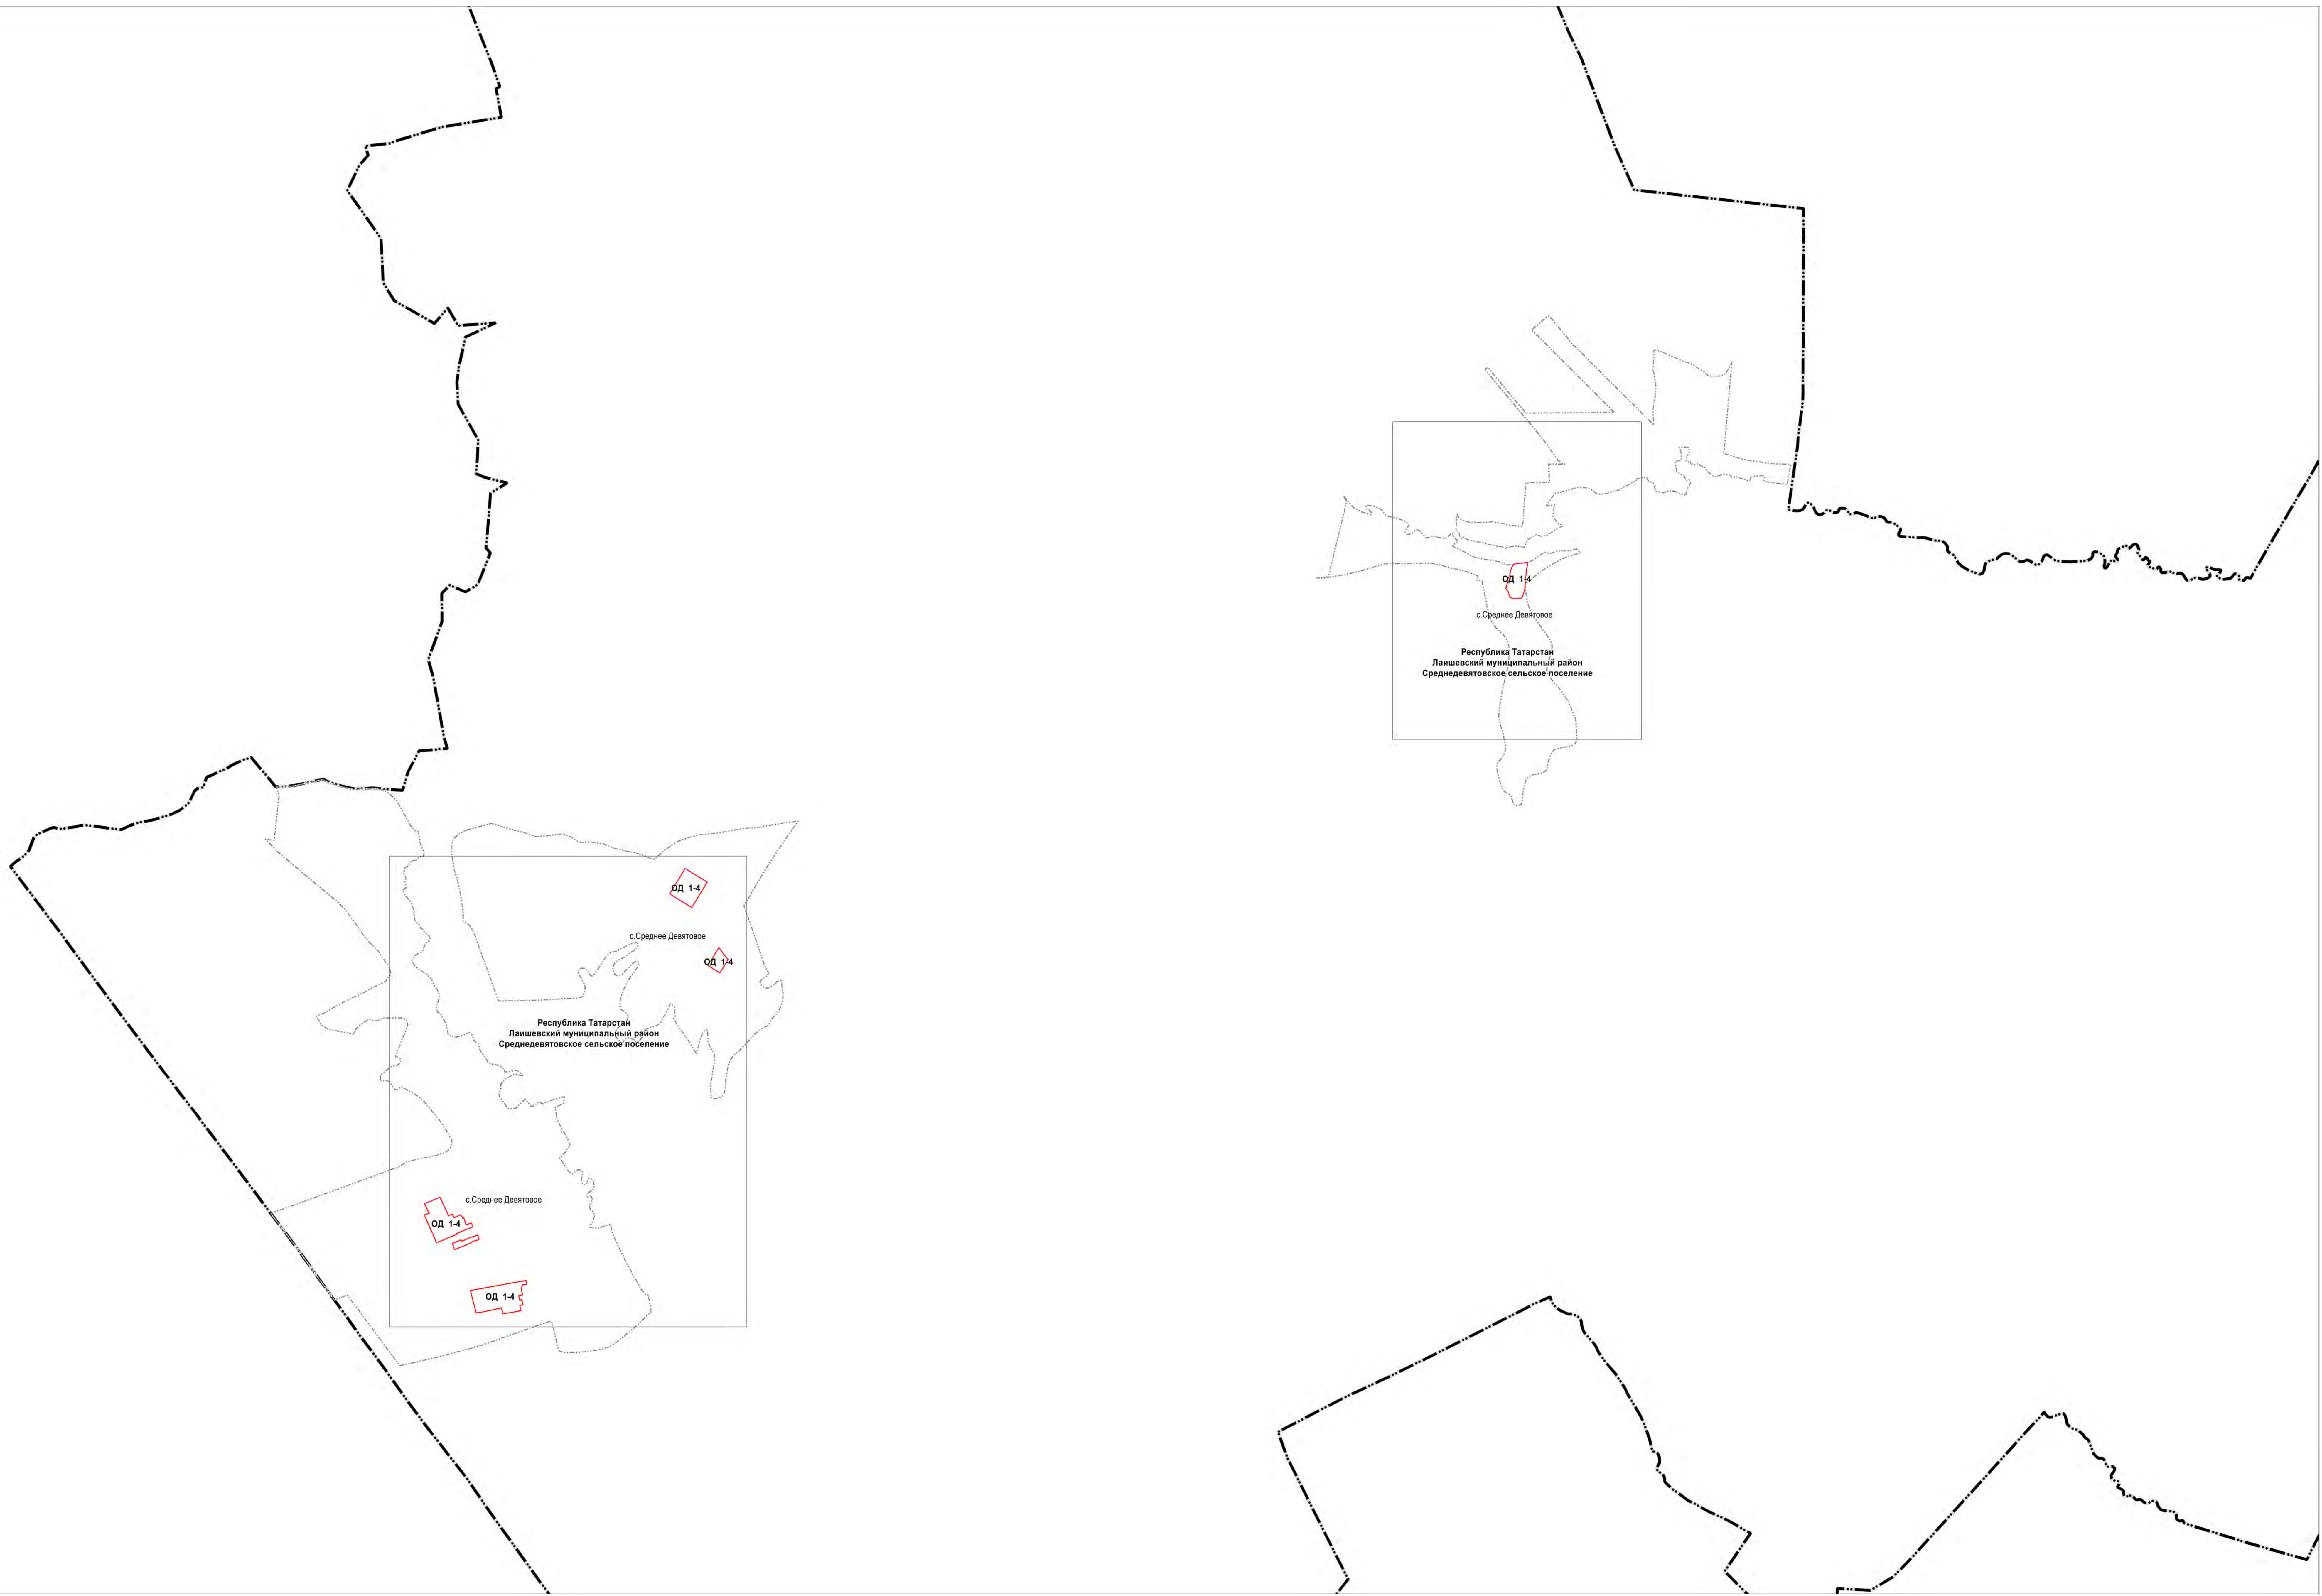 ОД 1-4
с.Среднее Девятовое
Республика Татарстан
Лаишевский муниципальный район
Среднедевятовское сельское поселение
ОД 1-4
с.Среднее Девятовое
ОД 1-4
Республика Татарстан
Лаишевский муниципальный район
Среднедевятовское сельское поселение
с.Среднее Девятовое
ОД 1-4
ОД 1-4